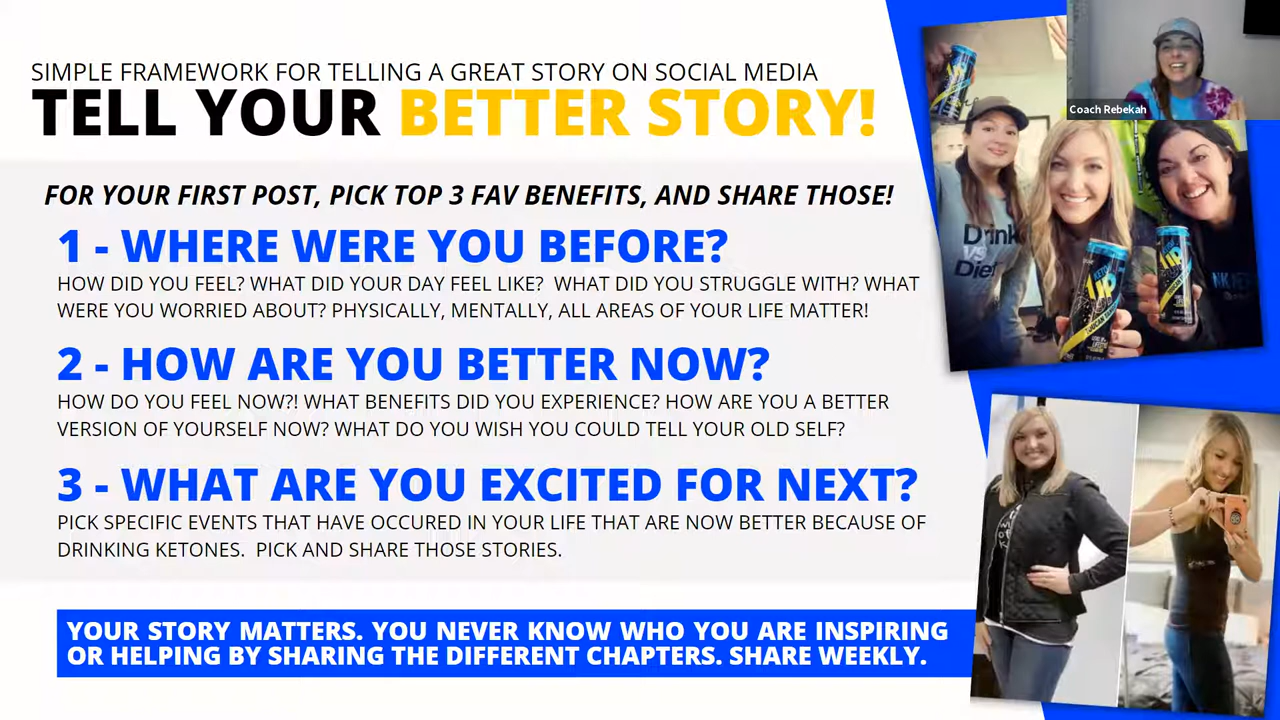 SIMPLE FRAMEWORK FOR TELLING A GREAT STORY ON SOCIAL MEDIA
TELL YOUR BETTER STORY!
Coach Rebekah
FOR YOUR FIRST POST, PICK TOP 3 FAV BENEFITS, AND SHARE THOSE!
1 - WHERE WERE YOU BEFORE?
HOW DID YOU FEEL? WHAT DID YOUR DAY FEEL LIKE? WHAT DID YOU STRUGGLE WITH? WHAT
WERE YOU WORRIED ABOUT? PHYSICALLY, MENTALLY, ALL AREAS OF YOUR LIFE MATTER!
2 - HOW ARE YOU BETTER NOW?
HOW DO YOU FEEL NOW?! WHAT BENEFITS DID YOU EXPERIENCE? HOW ARE YOU A BETTER
VERSION OF YOURSELF NOW? WHAT DO YOU WISH YOU COULD TELL YOUR OLD SELF?
3 - WHAT ARE YOU EXCITED FOR NEXT?
PICK SPECIFIC EVENTS THAT HAVE OCCURED IN YOUR LIFE THAT ARE NOW BETTER BECAUSE OF
DRINKING KETONES. PICK AND SHARE THOSE STORIES.
YOUR STORY MATTERS. YOU NEVER KNOW WHO YOU ARE INSPIRING
OR HELPING BY SHARING THE DIFFERENT CHAPTERS. SHARE WEEKLY.
Drink
VS
Diet
KETO
UP
UP